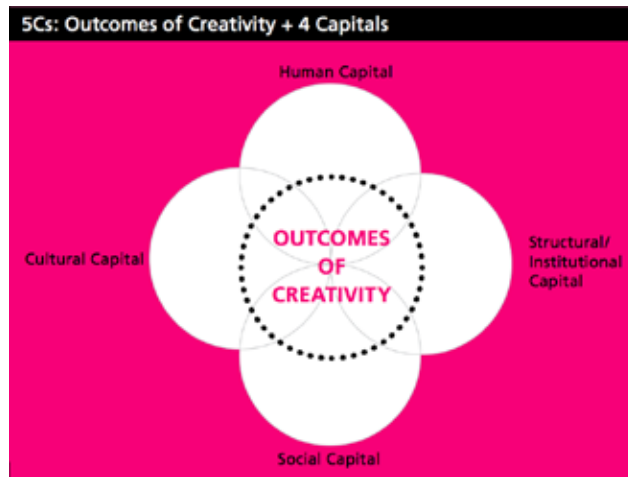 5Cs: Outcomes of Creativity + 4 Capitals
Human Capital
OUTCOMES
OF
CREATIVITY
Cultural Capital
Structural/
Institutional
Capital
Social Capital